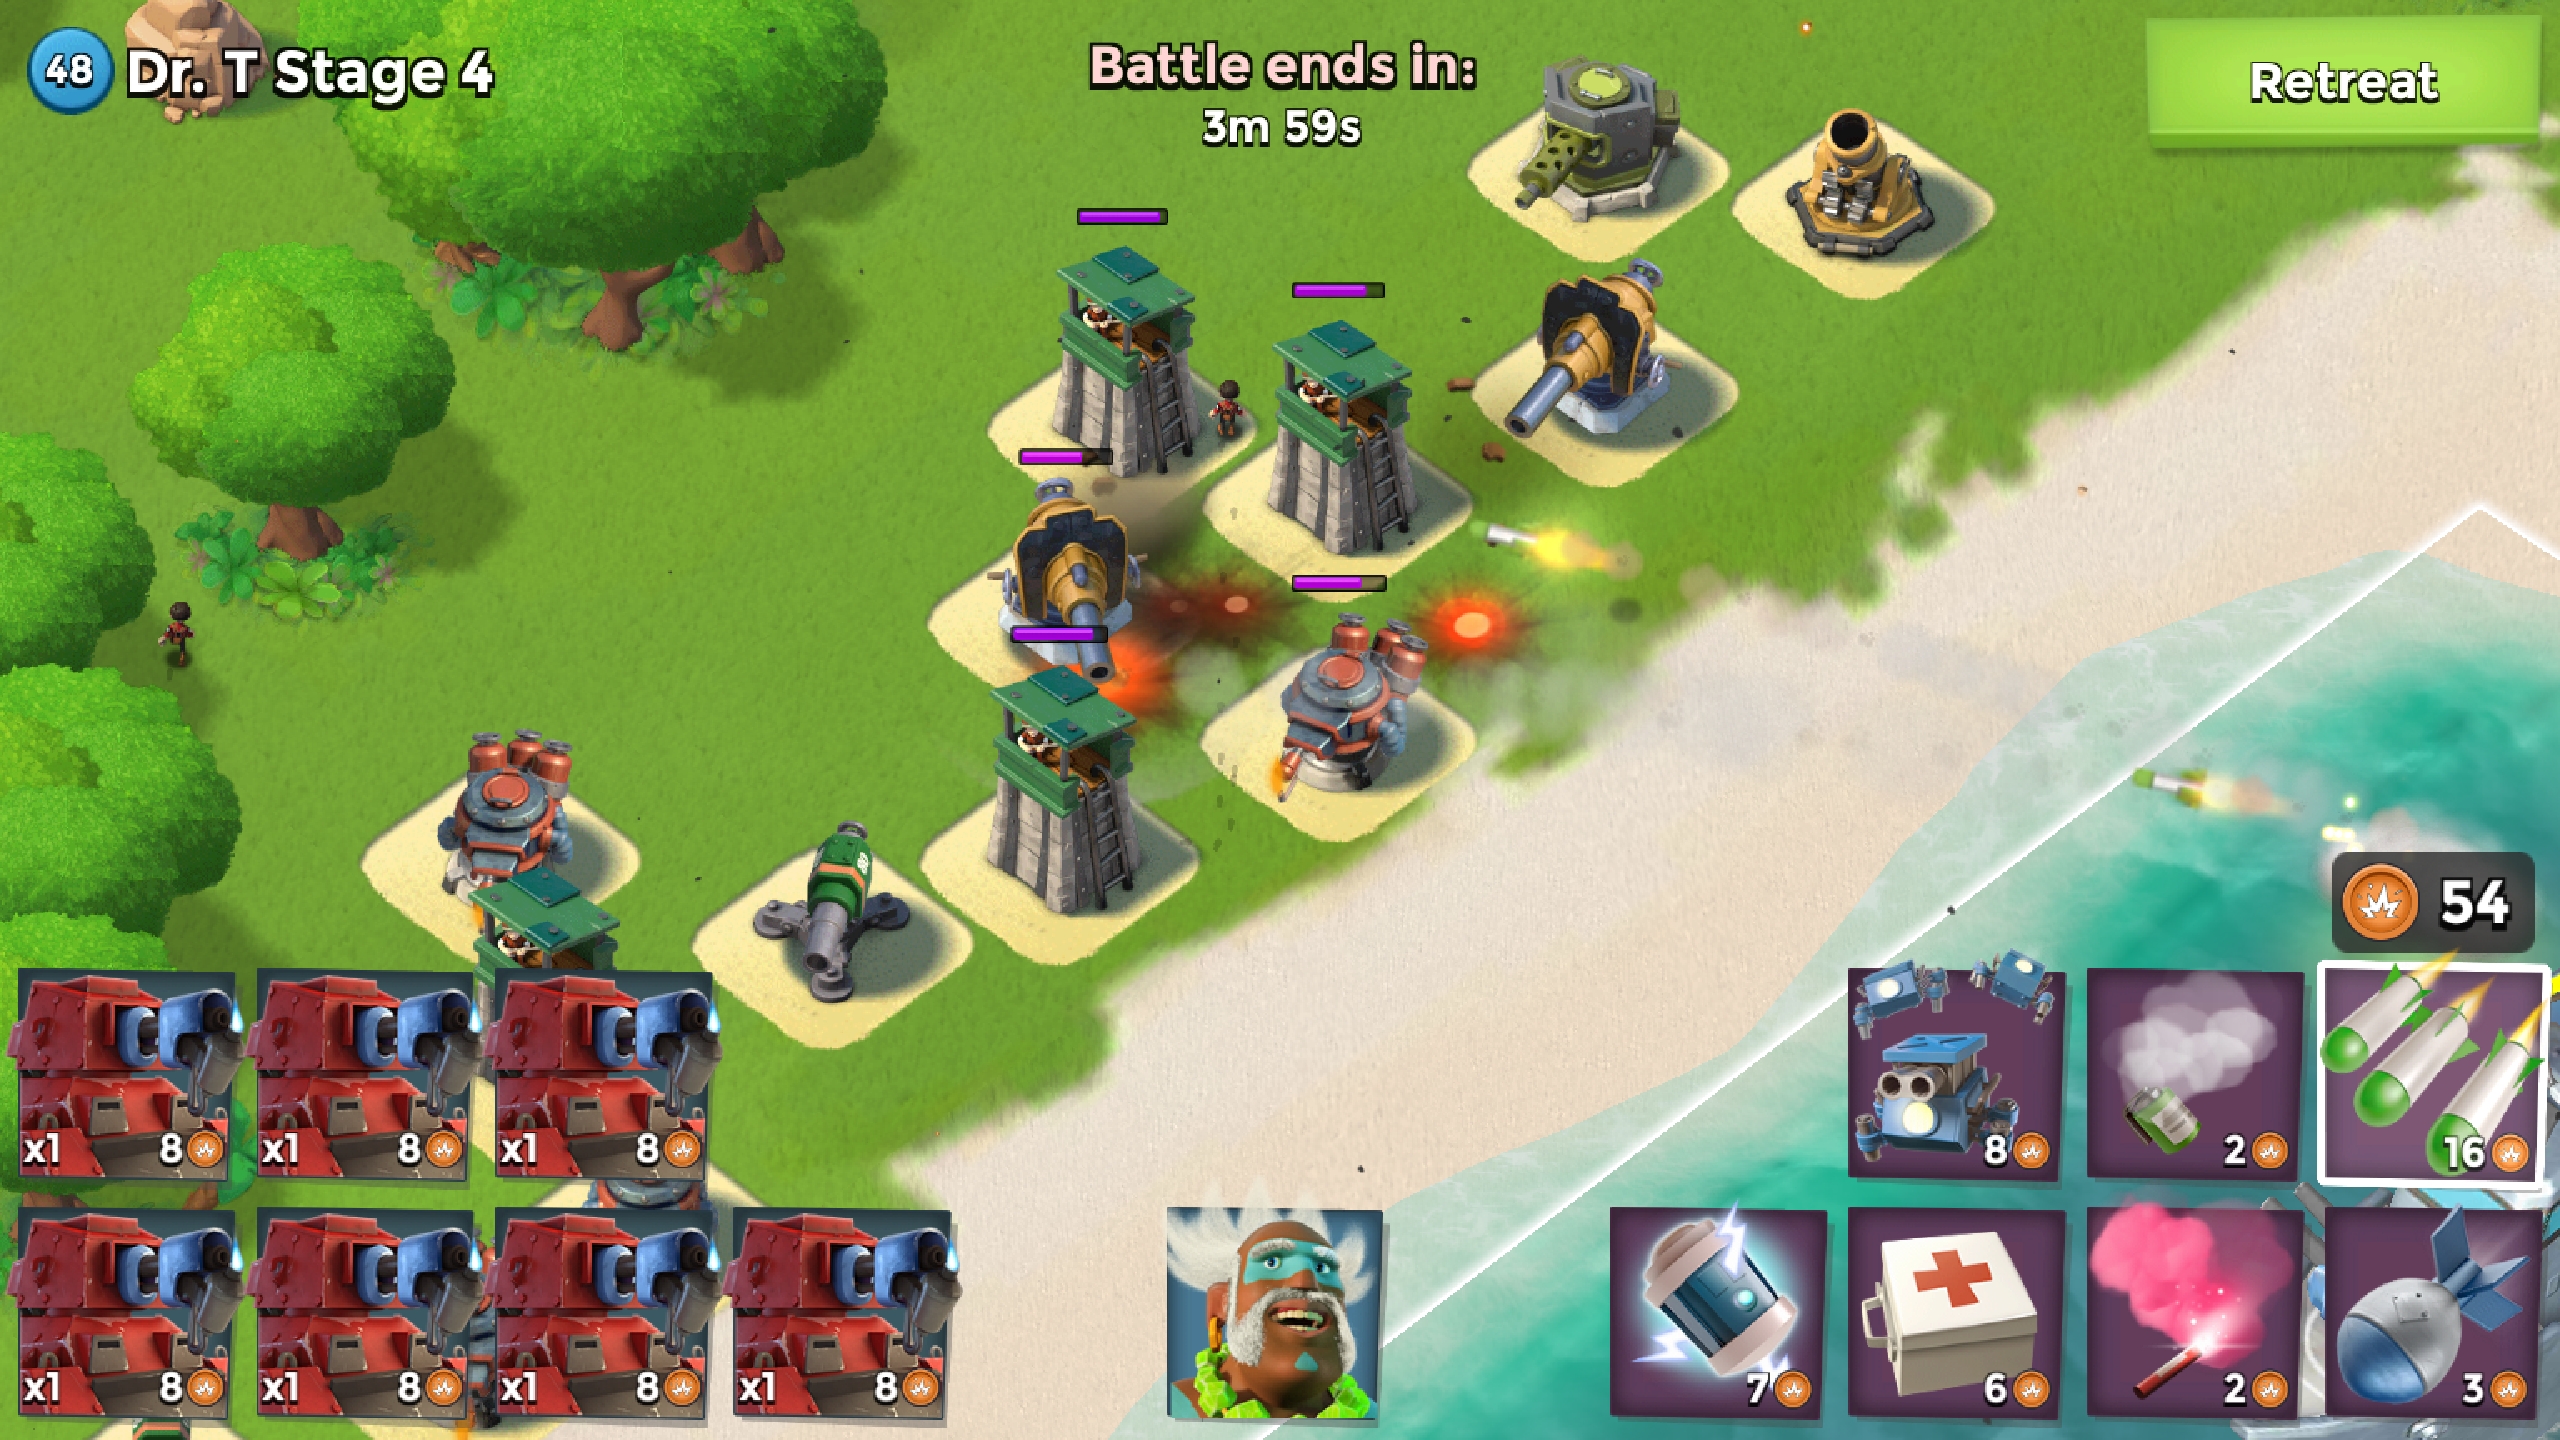 48 Dr. T Stage 4
Battle ends in:
3m 59s
Retreat
54
x1 8
x1 8
x1 8
8
2
16
x1 8
x1 8
x1 8
x1 8
7
6
2
3